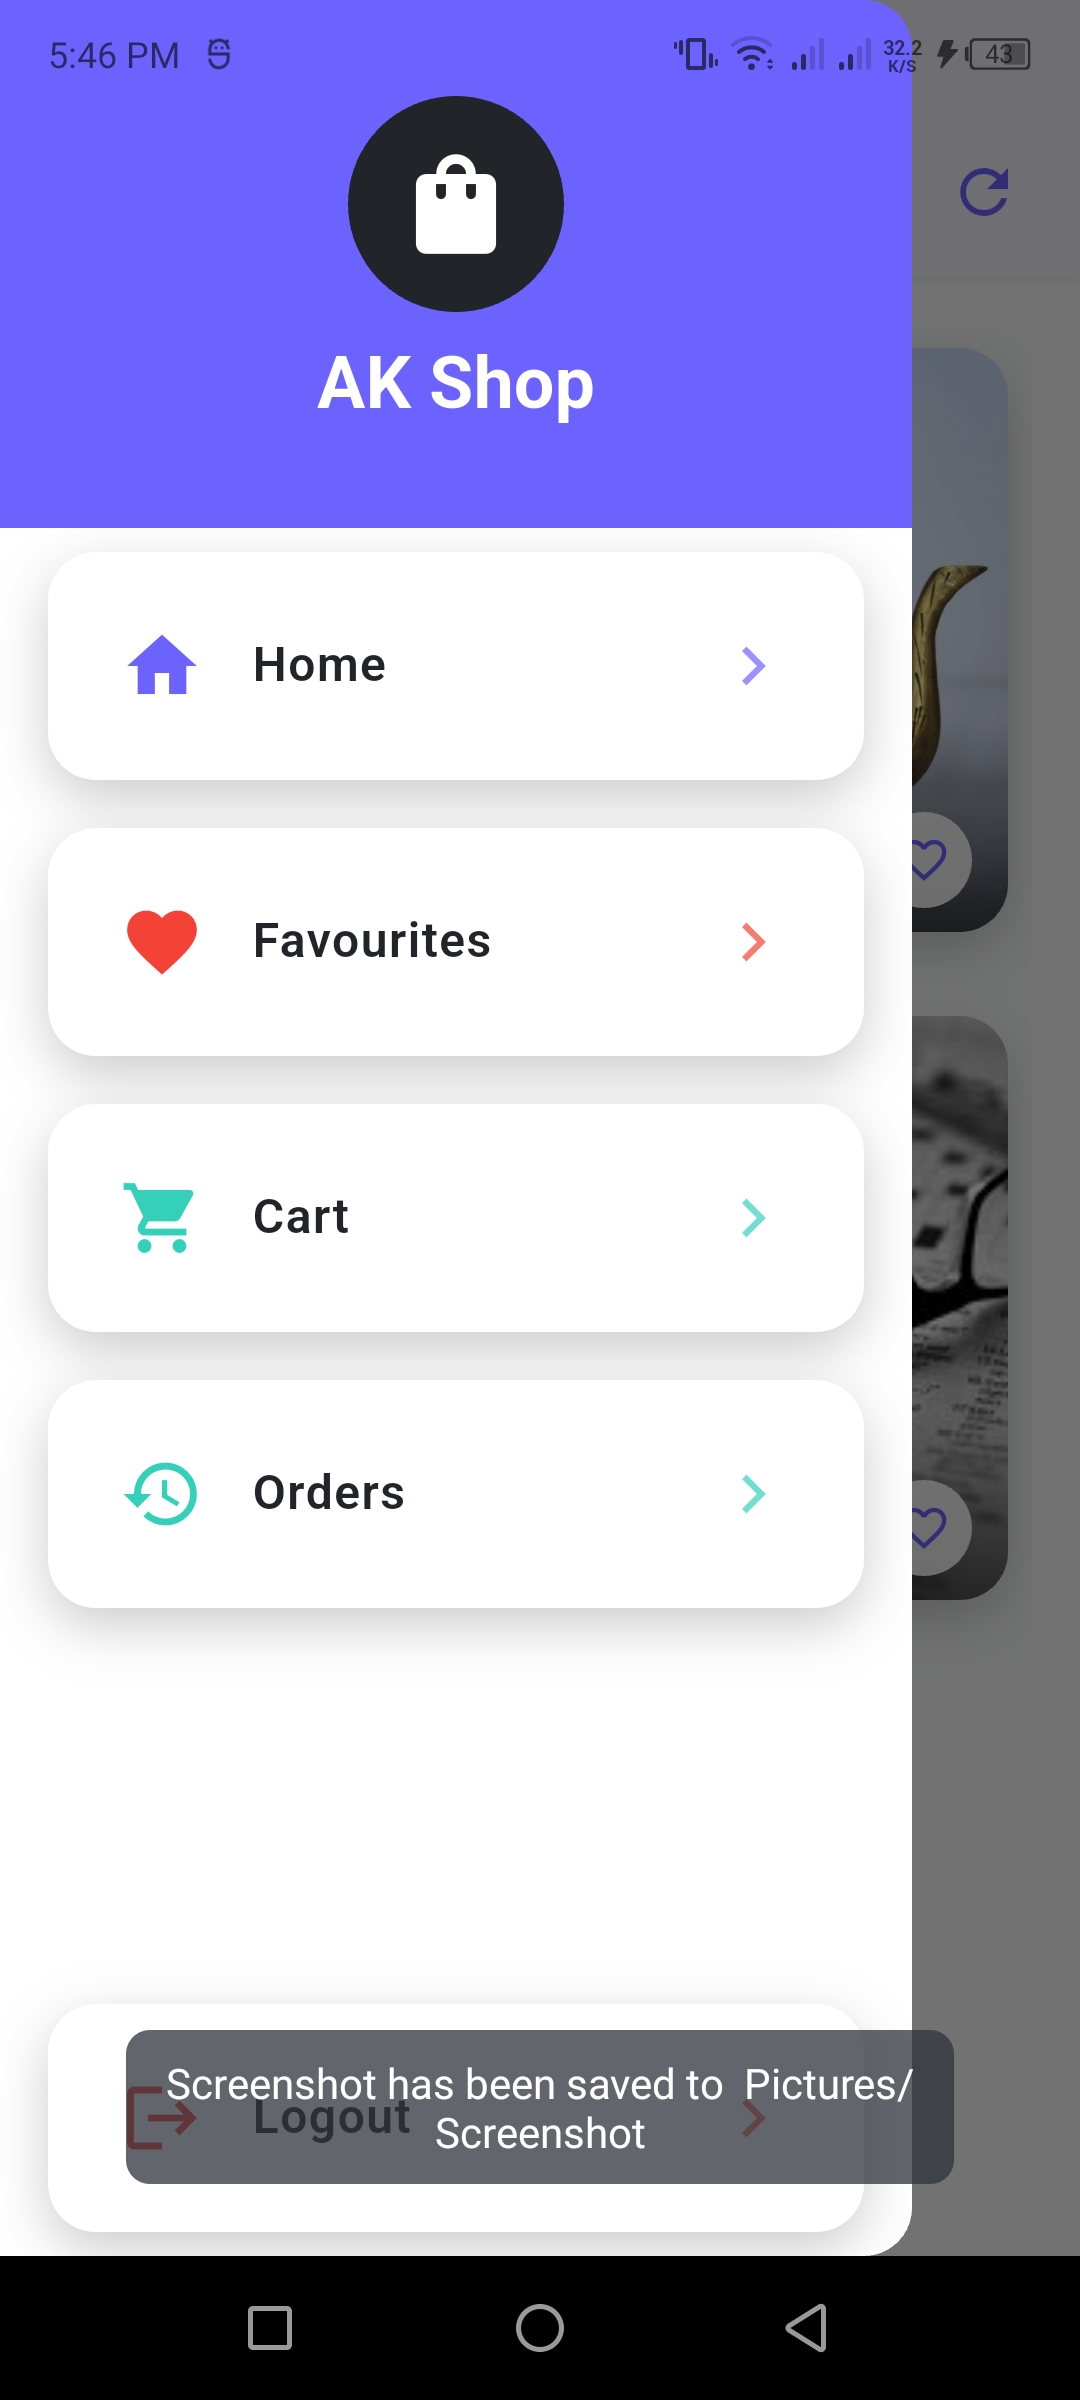 5:46 PM
32.2
K/S
43
AK Shop
Home
Favourites
Cart
Orders
Logout
Screenshot has been saved to Pictures/
Screenshot